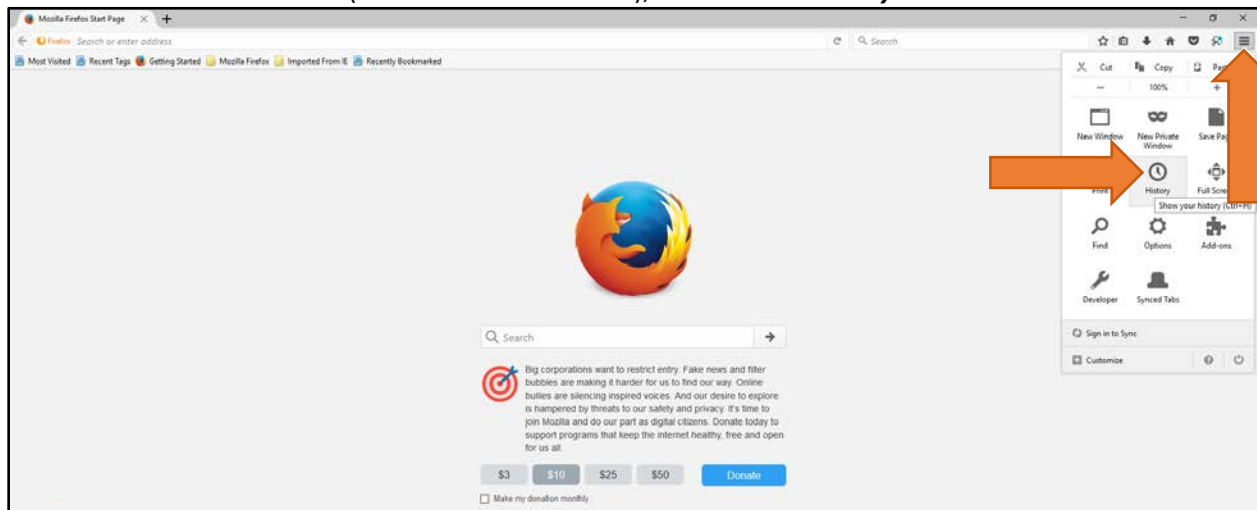 Mozilla Firefox Start Page
Firefox Search or enter address
Search
Most Visited Recent Tags Getting Started Mozilla Firefox Imported From IE Recently Bookmarked
Cut Copy
100%
New Window New Private Window Save
Print History Full
Show your history (Ctrl+H)
Find Options Add-ons
Developer Synced Tabs
Sign in to Sync
Customize
Search
Big corporations want to restrict entry. Fake news and filter
bubbles are making it harder for us to find our way. Online
bullies are silencing inspired voices. And our desire to explore
is hampered by threats to our safety and privacy. It's time to
join Mozilla and do our part as digital citizens. Donate today to
support programs that keep the internet healthy, free and open
for us all.
$3 $10 $25 $50 Donate
Make my donation monthly